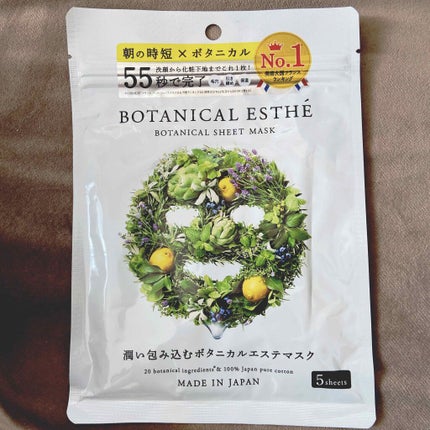 朝の時短×ボタニカル
洗顔から化粧下地までこれ1枚!
55秒で完了
No.1
BOTANICAL ESTHÉ
BOTANICAL SHEET MASK
潤い包み込むボタニカルエステマスク
20 botanical ingredients* & 100% Japan pure cotton
MADE IN JAPAN
5 sheets